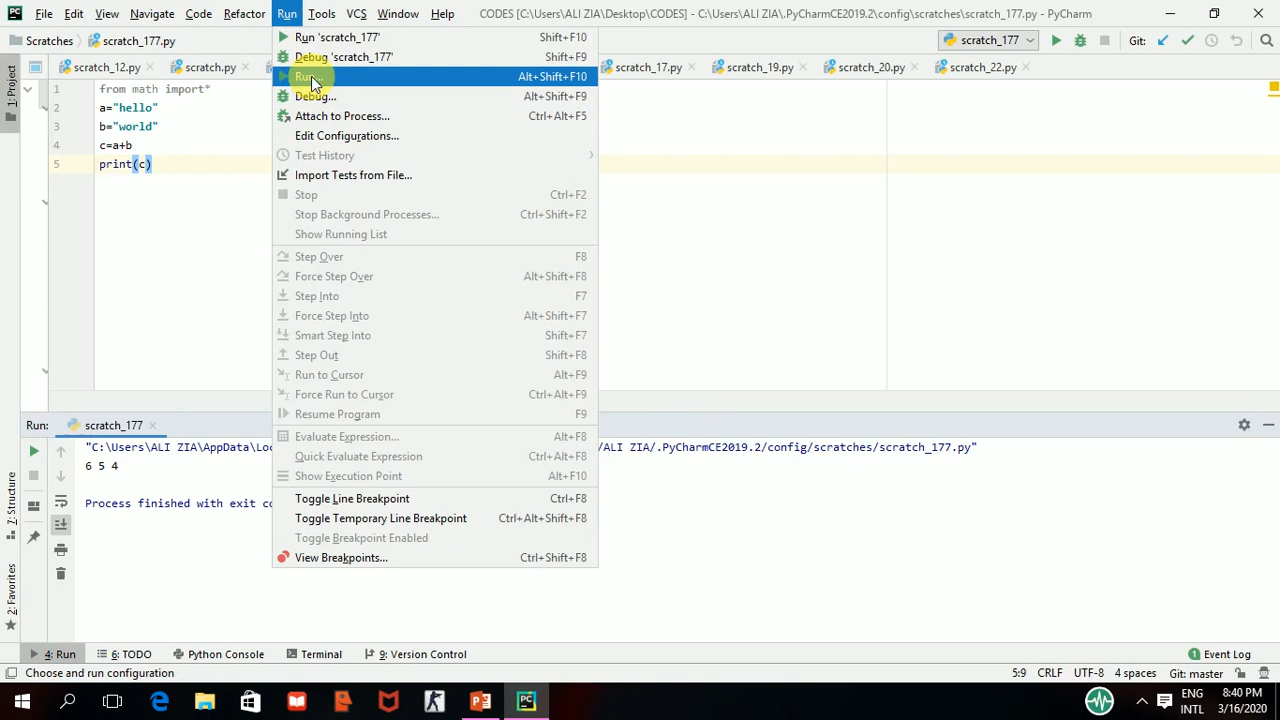 File Edit View Navigate Code Refactor Run Tools VCS Window Help CODES [C:\Users\ALI ZIA\Desktop\CODES] - C:\Users\ALI ZIA\.PyCharmCE2019.2\config\scratches\scratch_177.py - PyCharm
Scratches scratch_177.py scratch_177 Git:
scratch_12.py scratch.py scratch_17.py scratch_19.py scratch_20.py scratch_22.py
1 from math import*
2 a="hello"
3 b="world"
4 c=a+b
5 print(c)
Run 'scratch_177' Shift+F10
Debug 'scratch_177' Shift+F9
Run... Alt+Shift+F10
Debug... Alt+Shift+F9
Attach to Process... Ctrl+Alt+F5
Edit Configurations...
Test History
Import Tests from File...
Stop Ctrl+F2
Stop Background Processes... Ctrl+Shift+F2
Show Running List
Step Over F8
Force Step Over Alt+Shift+F8
Step Into F7
Force Step Into Alt+Shift+F7
Smart Step Into Shift+F7
Step Out Shift+F8
Run to Cursor Alt+F9
Force Run to Cursor Ctrl+Alt+F9
Resume Program F9
Evaluate Expression... Alt+F8
Quick Evaluate Expression Ctrl+Alt+F8
Show Execution Point Alt+F10
Toggle Line Breakpoint Ctrl+F8
Toggle Temporary Line Breakpoint Ctrl+Alt+Shift+F8
Toggle Breakpoint Enabled
View Breakpoints... Ctrl+Shift+F8
1: Project
7: Structure
2: Favorites
Run: scratch_177
"C:\Users\ALI ZIA\AppData\Loc /ALI ZIA/.PyCharmCE2019.2/config/scratches/scratch_177.py"
6 5 4
Process finished with exit co
4: Run 6: TODO Python Console Terminal 9: Version Control 1 Event Log
Choose and run configuration 5:9 CRLF UTF-8 4 spaces Git: master
ENG 8:40 PM
INTL 3/16/2020